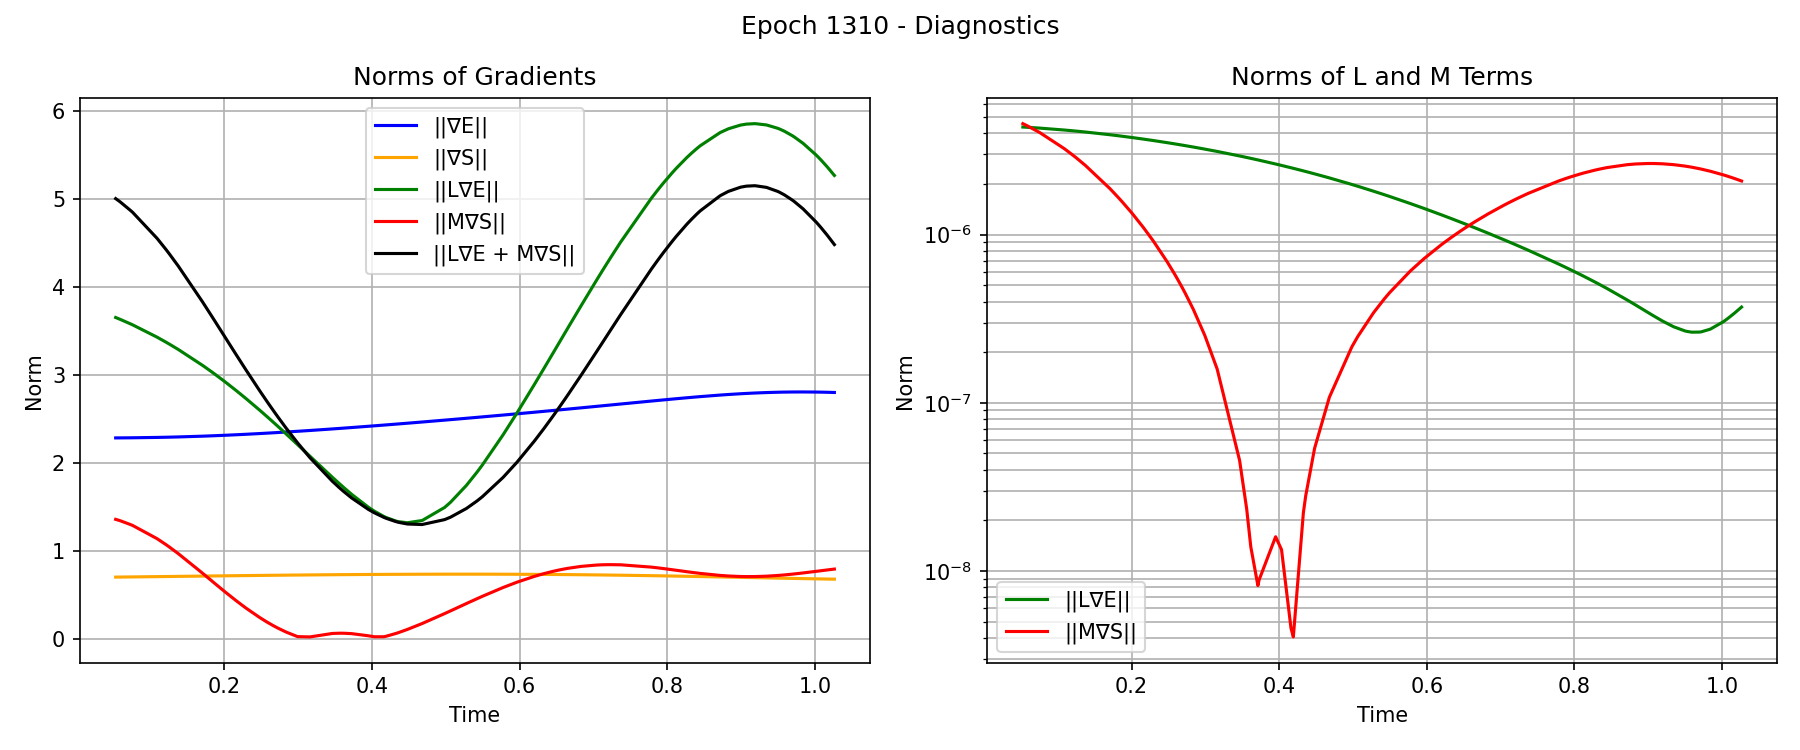 Epoch 1310 - Diagnostics
Norms of Gradients
Norm
6
5
4
3
2
1
0
||∇E||
||∇S||
||L∇E||
||M∇S||
||L∇E + M∇S||
0.2 0.4 0.6 0.8 1.0
Time
Norms of L and M Terms
Norm
10⁻⁶
10⁻⁷
10⁻⁸
||L∇E||
||M∇S||
0.2 0.4 0.6 0.8 1.0
Time